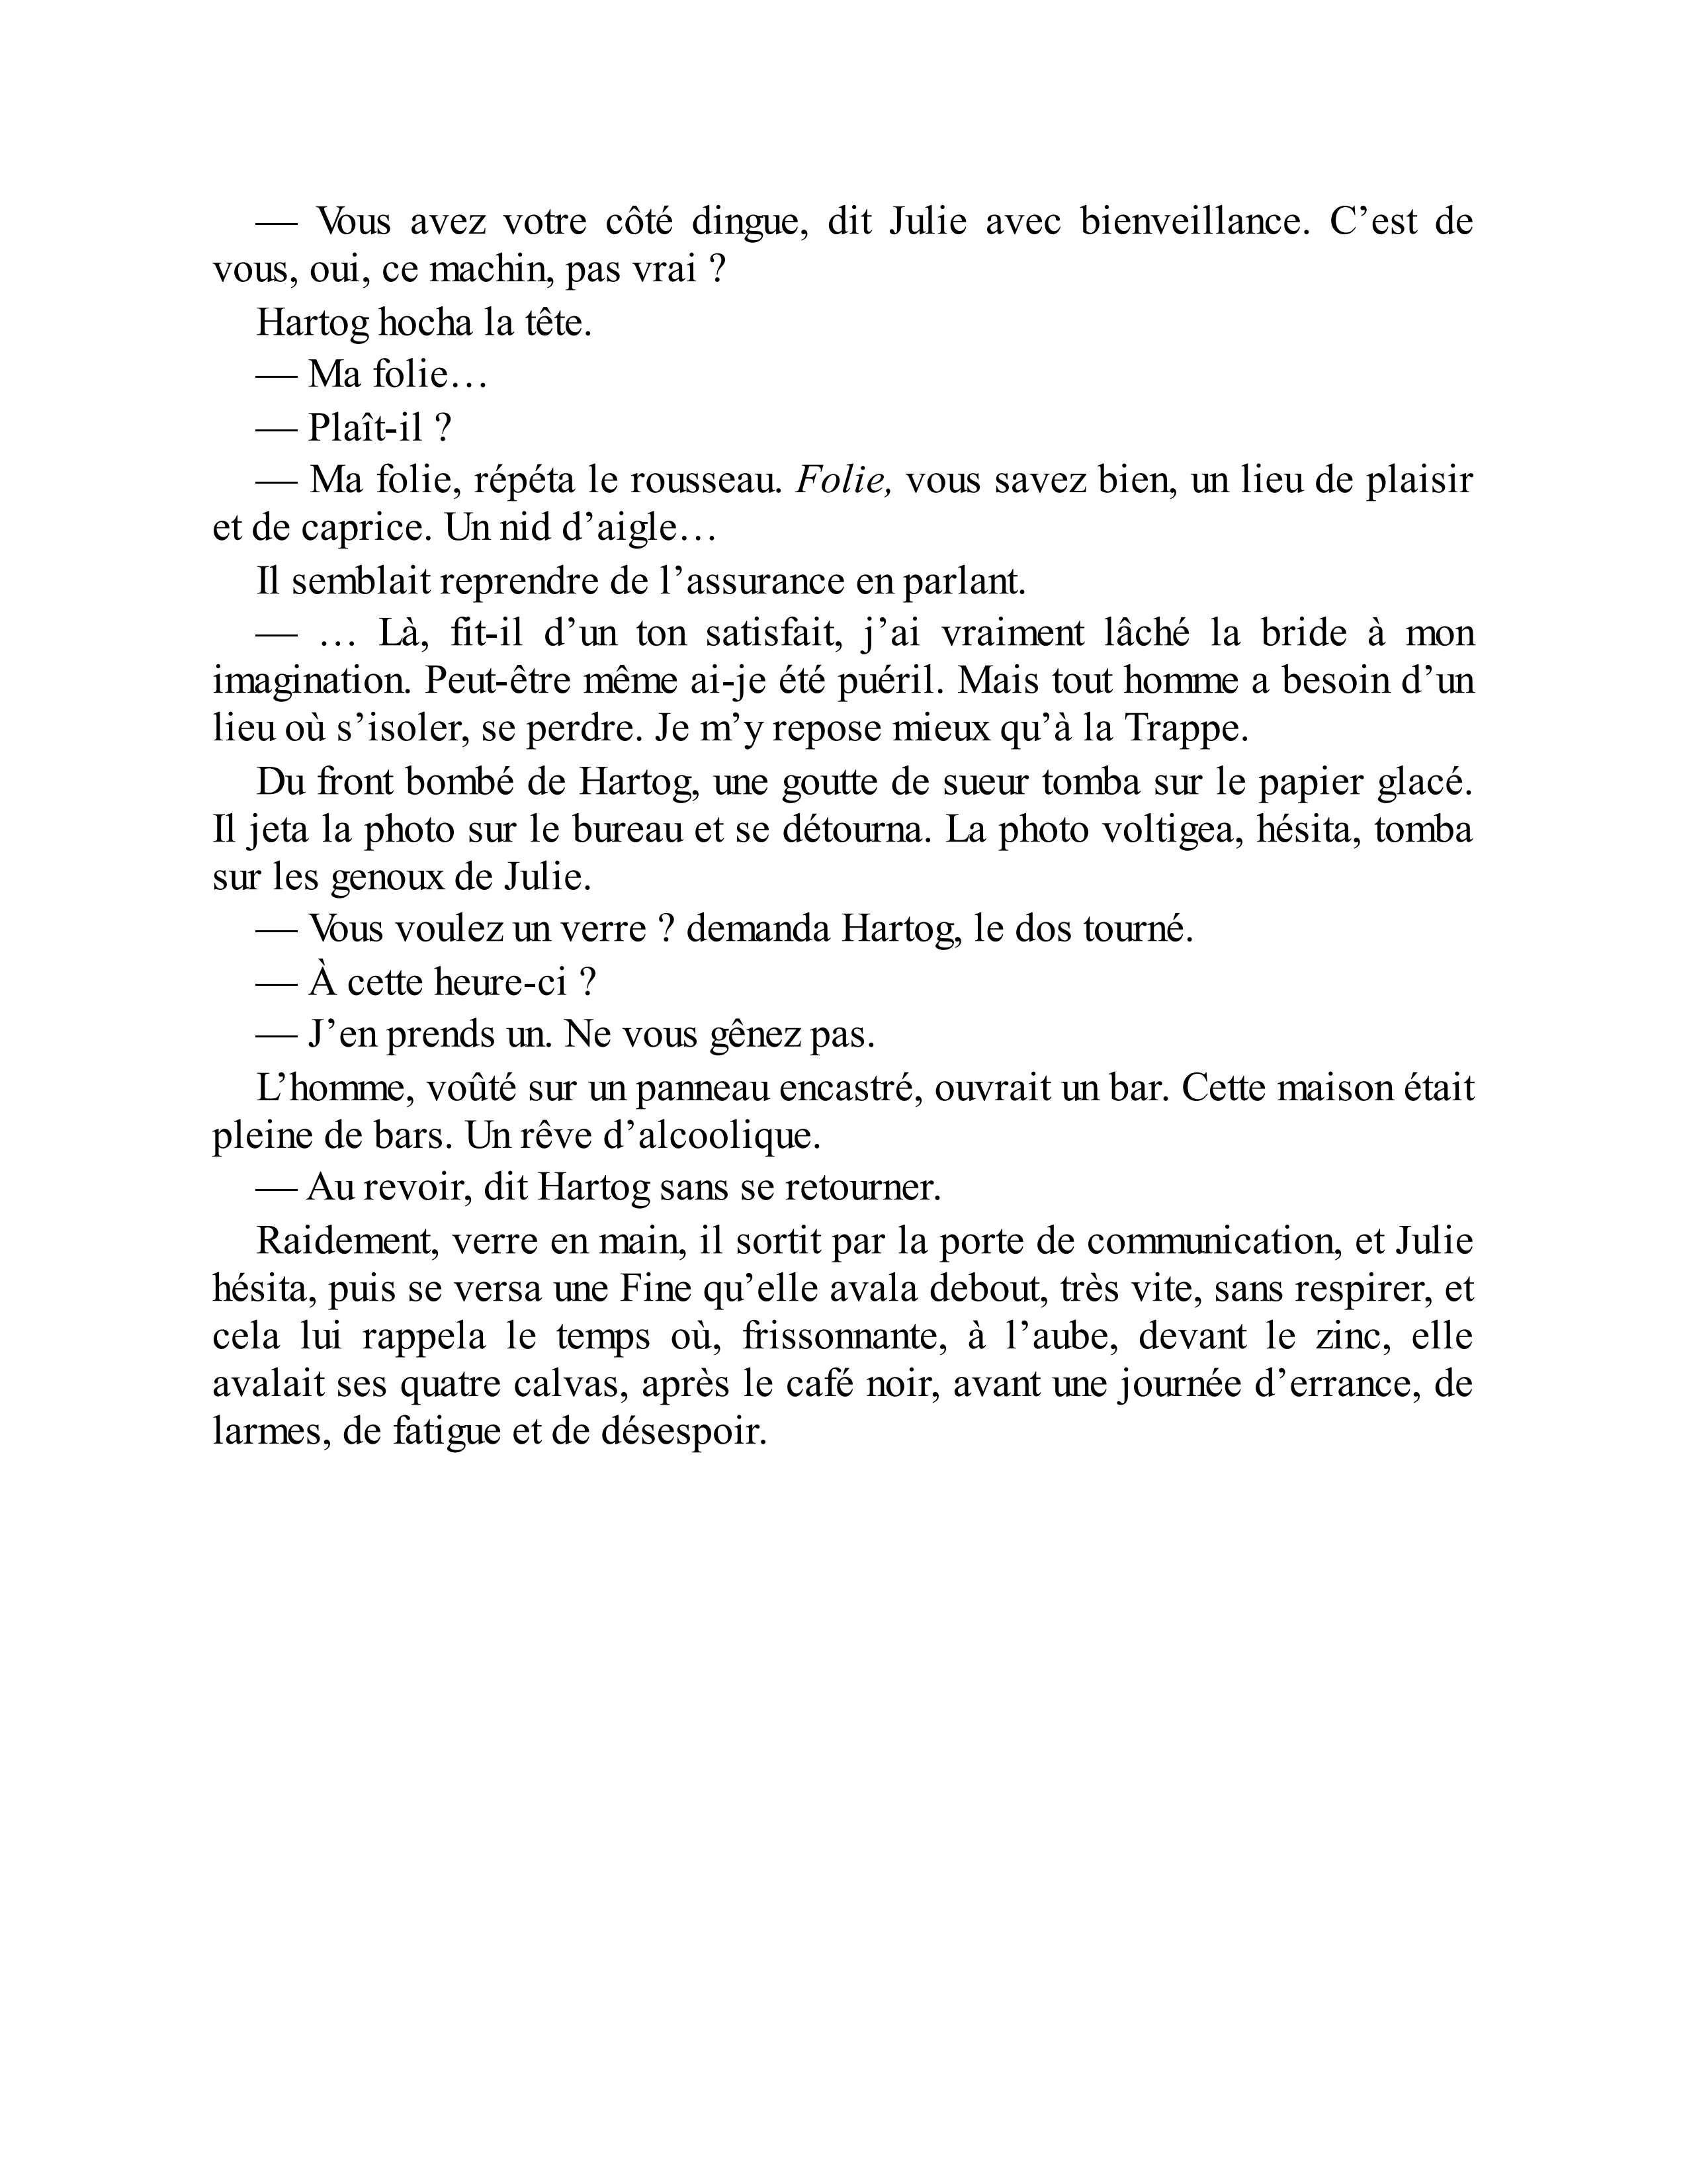 — Vous avez votre côté dingue, dit Julie avec bienveillance. C’est de
vous, oui, ce machin, pas vrai ?
Hartog hocha la tête.
— Ma folie…
— Plaît-il ?
— Ma folie, répéta le rousseau. Folie, vous savez bien, un lieu de plaisir
et de caprice. Un nid d’aigle…
Il semblait reprendre de l’assurance en parlant.
— … Là, fit-il d’un ton satisfait, j’ai vraiment lâché la bride à mon
imagination. Peut-être même ai-je été puéril. Mais tout homme a besoin d’un
lieu où s’isoler, se perdre. Je m’y repose mieux qu’à la Trappe.
Du front bombé de Hartog, une goutte de sueur tomba sur le papier glacé.
Il jeta la photo sur le bureau et se détourna. La photo voltigea, hésita, tomba
sur les genoux de Julie.
— Vous voulez un verre ? demanda Hartog, le dos tourné.
— À cette heure-ci ?
— J’en prends un. Ne vous gênez pas.
L’homme, voûté sur un panneau encastré, ouvrait un bar. Cette maison était
pleine de bars. Un rêve d’alcoolique.
— Au revoir, dit Hartog sans se retourner.
Raidement, verre en main, il sortit par la porte de communication, et Julie
hésita, puis se versa une Fine qu’elle avala debout, très vite, sans respirer, et
cela lui rappela le temps où, frissonnante, à l’aube, devant le zinc, elle
avalait ses quatre calvas, après le café noir, avant une journée d’errance, de
larmes, de fatigue et de désespoir.